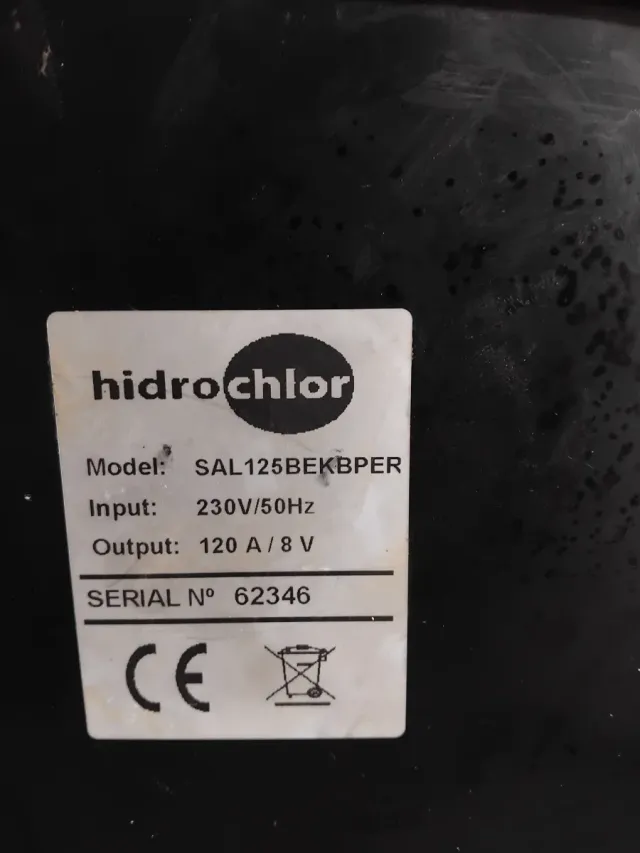 hidrochlor
Model: SAL125BEKBPER
Input: 230V/50Hz
Output: 120 A / 8 V
SERIAL Nº 62346
CE